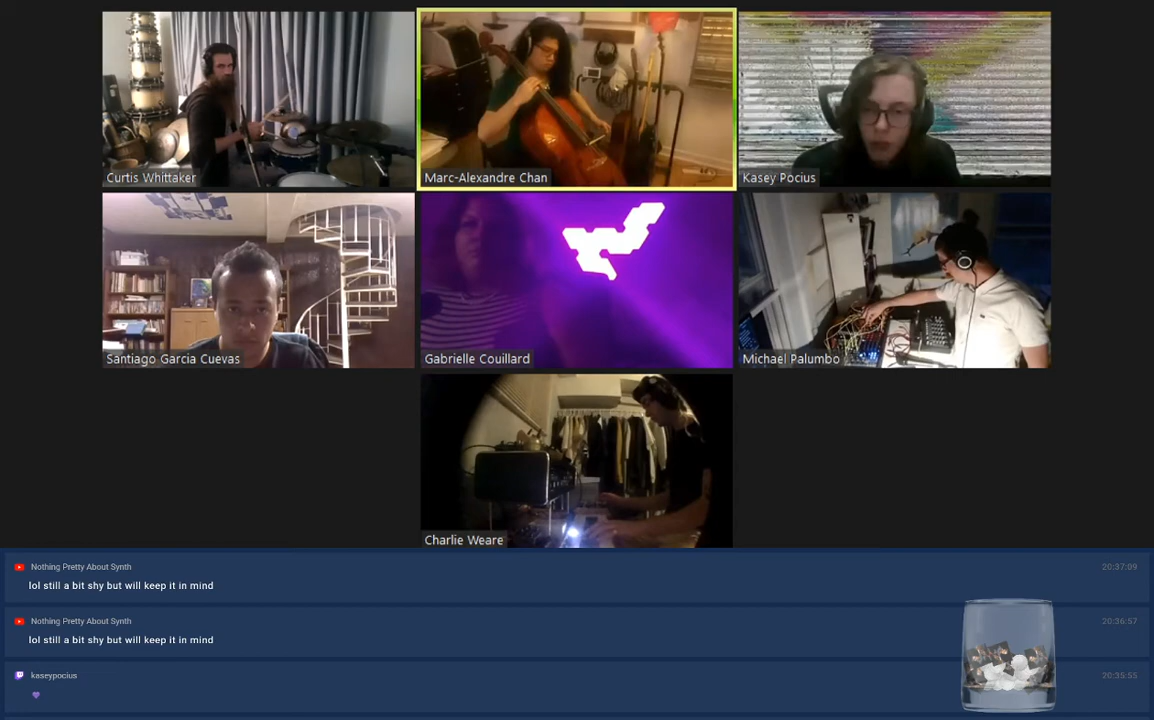 Curtis Whittaker
Marc-Alexandre Chan
Kasey Pocius
Santiago Garcia Cuevas
Gabrielle Couillard
Michael Palumbo
Charlie Weare
Nothing Pretty About Synth
20:37:09
lol still a bit shy but will keep it in mind
Nothing Pretty About Synth
20:36:57
lol still a bit shy but will keep it in mind
kaseypocius
20:35:55
💜